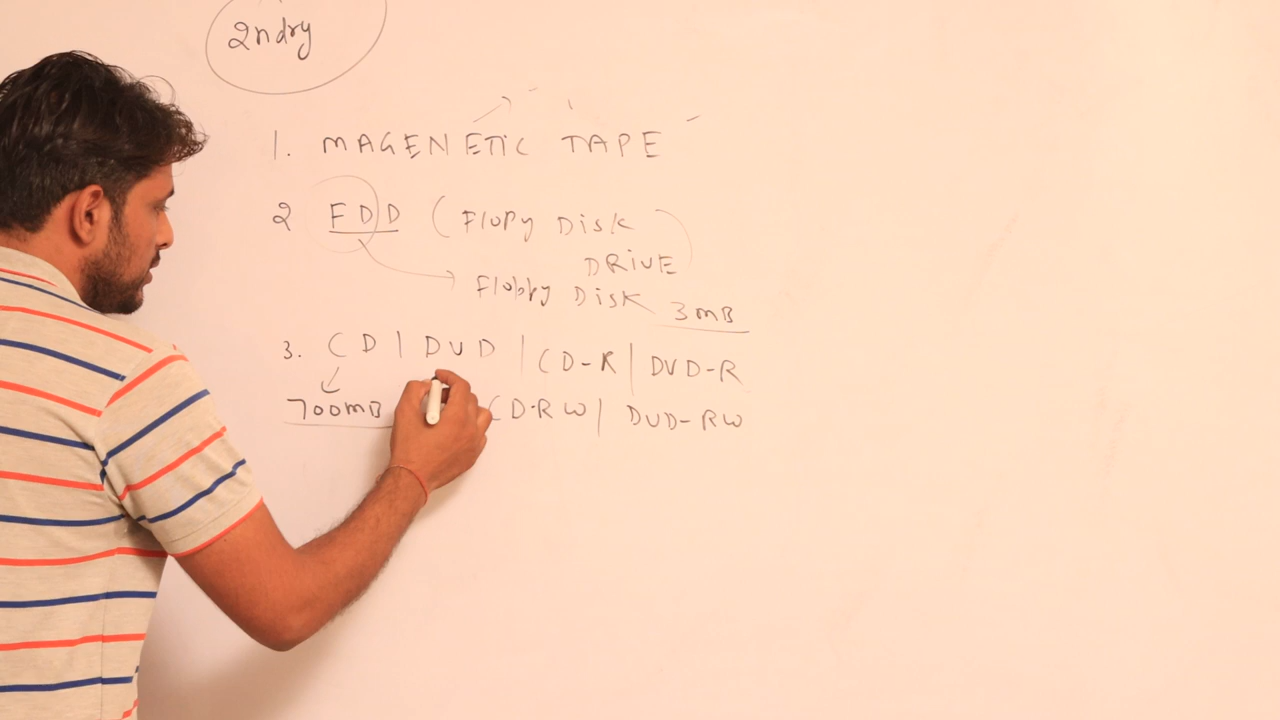 2ndry
1. MAGENETIC TAPE
2 FDD (Flopy Disk
DRIVE)
Floppy Disk 3MB
3. CD | DVD | CD-R | DVD-R
700MB CD-RW | DVD-RW